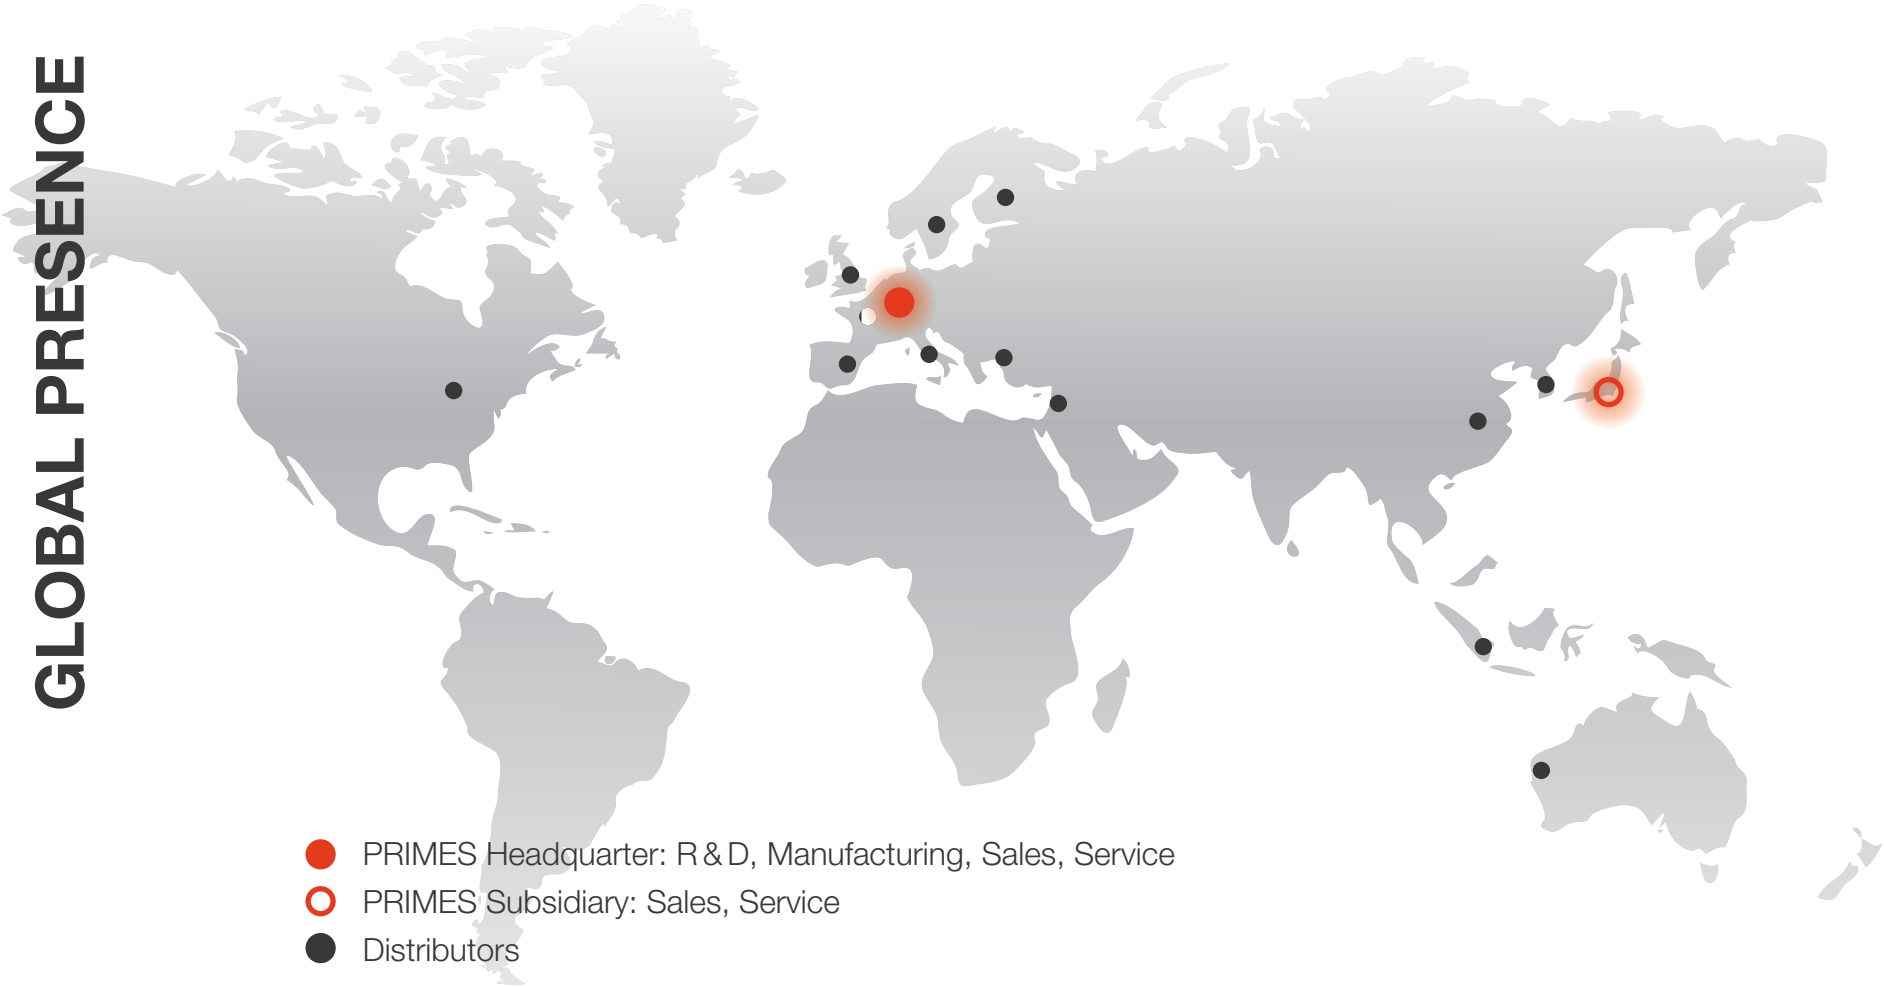 GLOBAL PRESENCE
PRIMES Headquarter: R & D, Manufacturing, Sales, Service
PRIMES Subsidiary: Sales, Service
Distributors